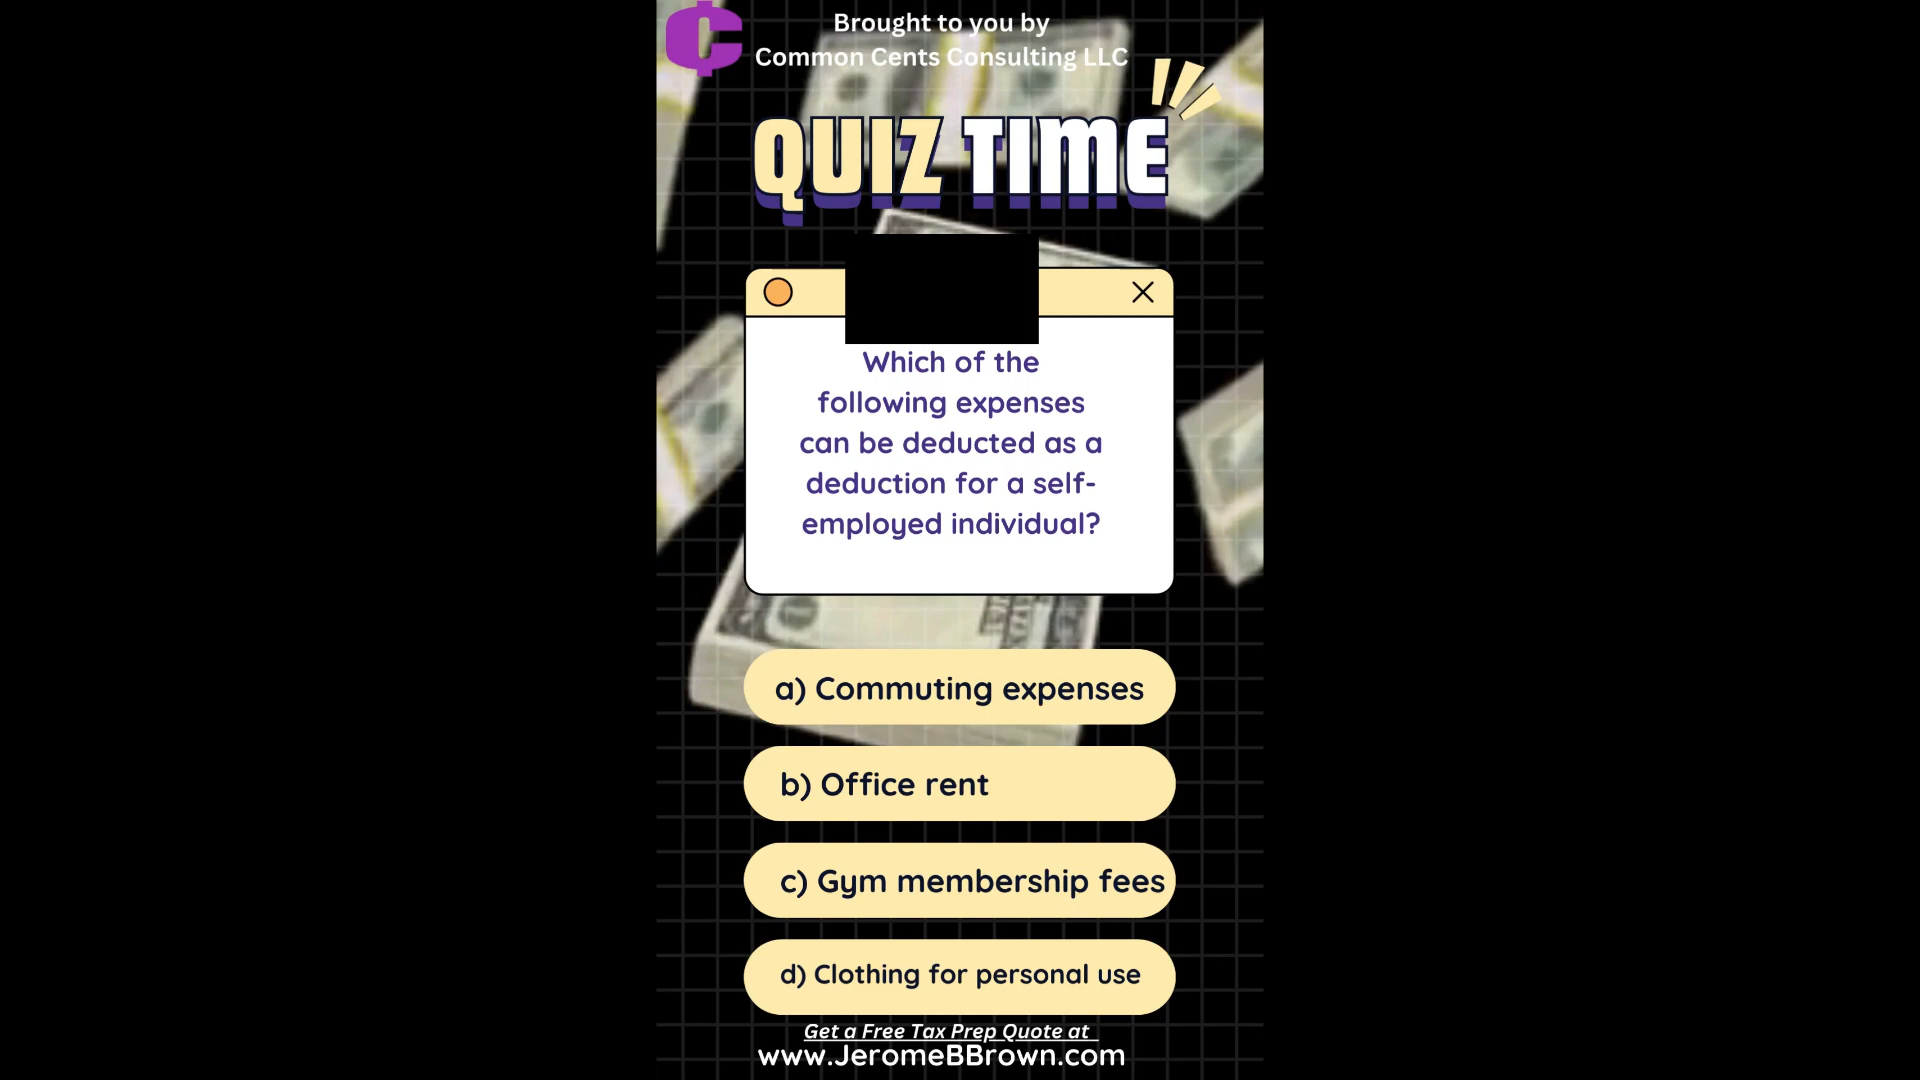 Brought to you by
Common Cents Consulting LLC
QUIZ TIME
Which of the
following expenses
can be deducted as a
deduction for a self-
employed individual?
a) Commuting expenses
b) Office rent
c) Gym membership fees
d) Clothing for personal use
Get a Free Tax Prep Quote at
www.JeromeBBrown.com